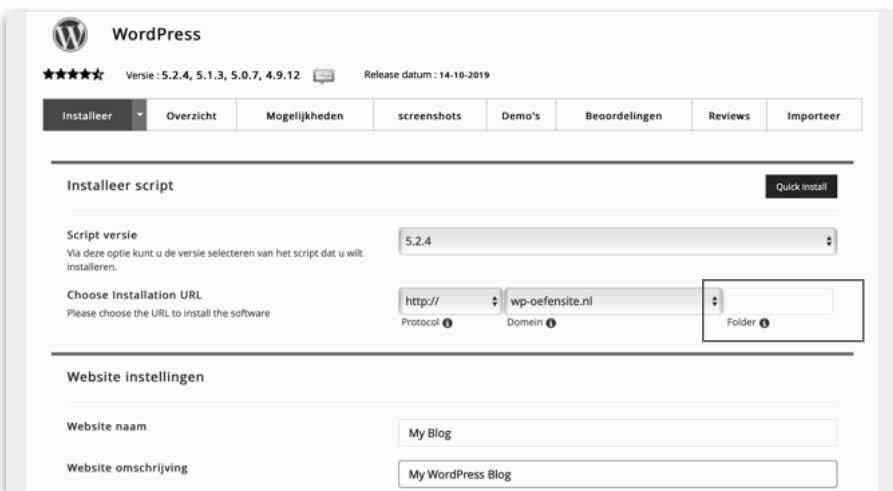 WordPress
Versie : 5.2.4, 5.1.3, 5.0.7, 4.9.12
Release datum : 14-10-2019
Installeer
Overzicht
Mogelijkheden
screenshots
Demo's
Beoordelingen
Reviews
Importeer
Installeer script
Quick Install
Script versie
Via deze optie kunt u de versie selecteren van het script dat u wilt
installeren.
5.2.4
Choose Installation URL
Please choose the URL to install the software
http://
wp-oefensite.nl
Protocol
Domein
Folder
Website instellingen
Website naam
My Blog
Website omschrijving
My WordPress Blog